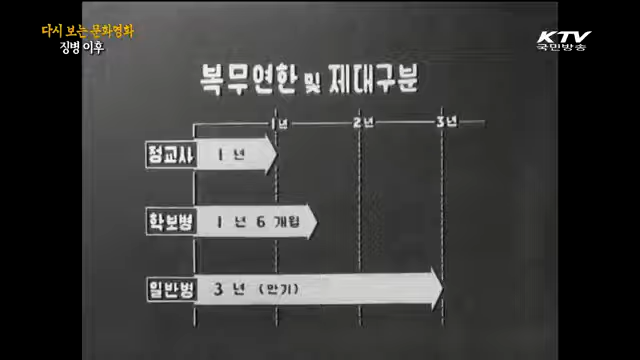 다시 보는 문화영화
징병 이후
KTV
국민방송
복무연한 및 제대구분
1년 2년 3년
정교사 1년
학보병 1년 6개월
일반병 3년 (만기)